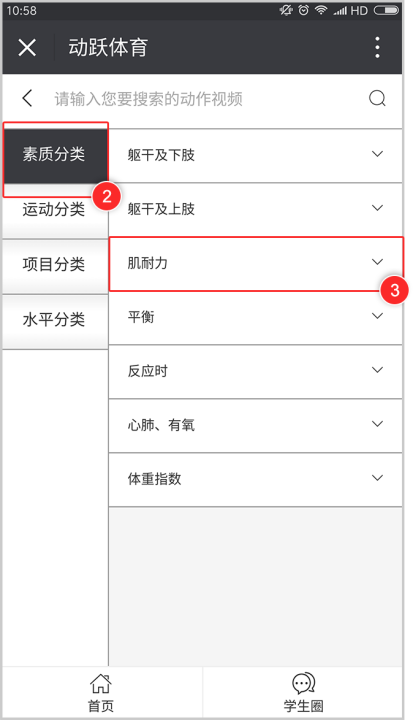 10:58 HD
动跃体育
请输入您要搜索的动作视频
素质分类
躯干及下肢
2
运动分类
躯干及上肢
项目分类
肌耐力
3
水平分类
平衡
反应时
心肺、有氧
体重指数
首页
学生圈